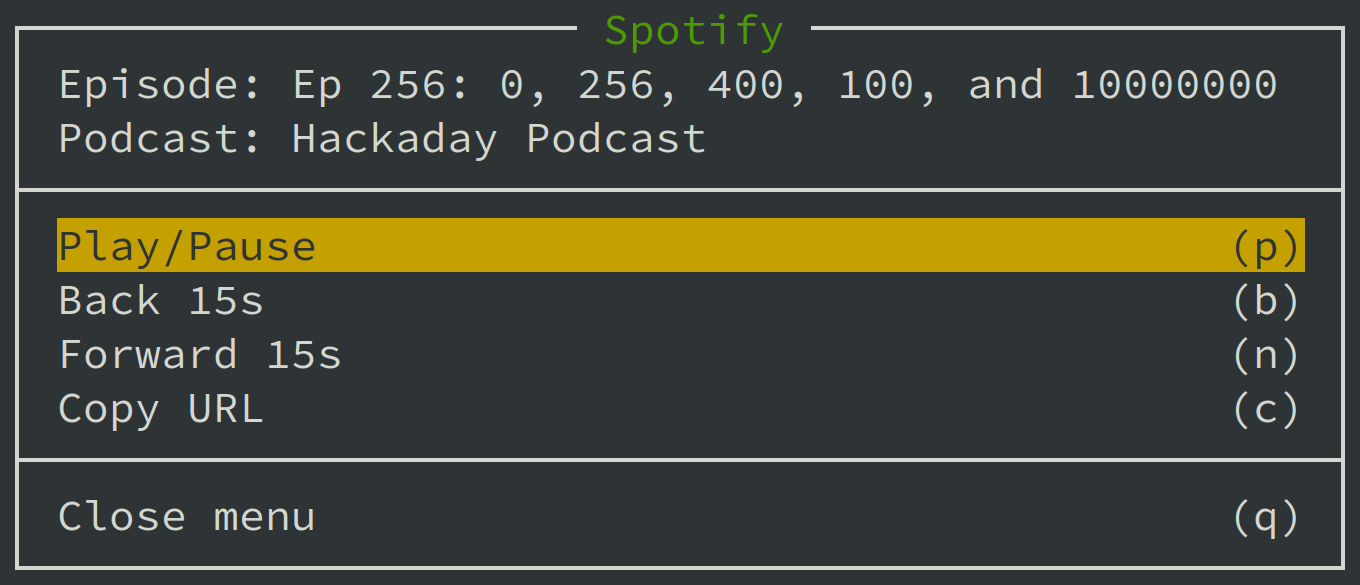 Spotify
Episode: Ep 256: 0, 256, 400, 100, and 10000000
Podcast: Hackaday Podcast
Play/Pause (p)
Back 15s (b)
Forward 15s (n)
Copy URL (c)
Close menu (q)